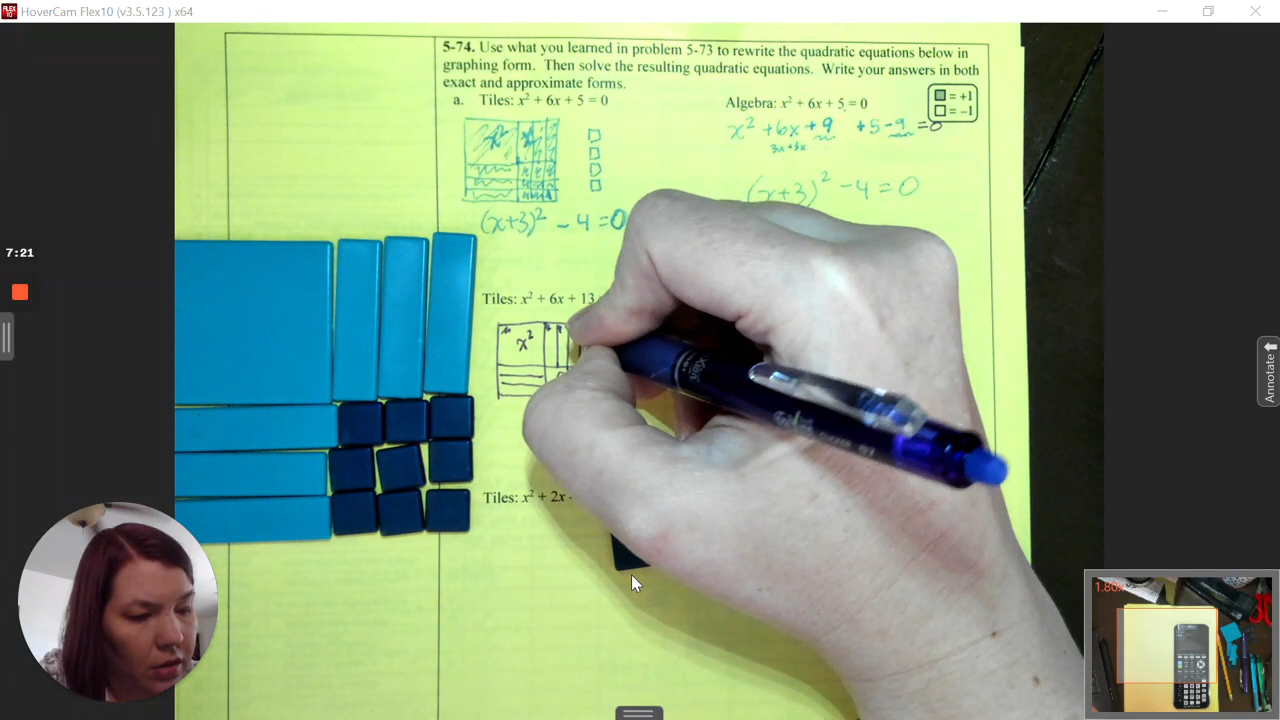 HoverCam Flex10 (v3.5.123 ) x64
5-74. Use what you learned in problem 5-73 to rewrite the quadratic equations below in
graphing form. Then solve the resulting quadratic equations. Write your answers in both
exact and approximate forms.
a. Tiles: x² + 6x + 5 = 0
Algebra: x² + 6x + 5 = 0
= +1
= −1
x²
x² + 6x + 9 + 5 − 9 = 0
3x+3x
(x+3)² − 4 = 0
(x+3)² − 4 = 0
7:21
Tiles: x² + 6x + 13
x²
Tiles: x² + 2x
Annotate
1.80x